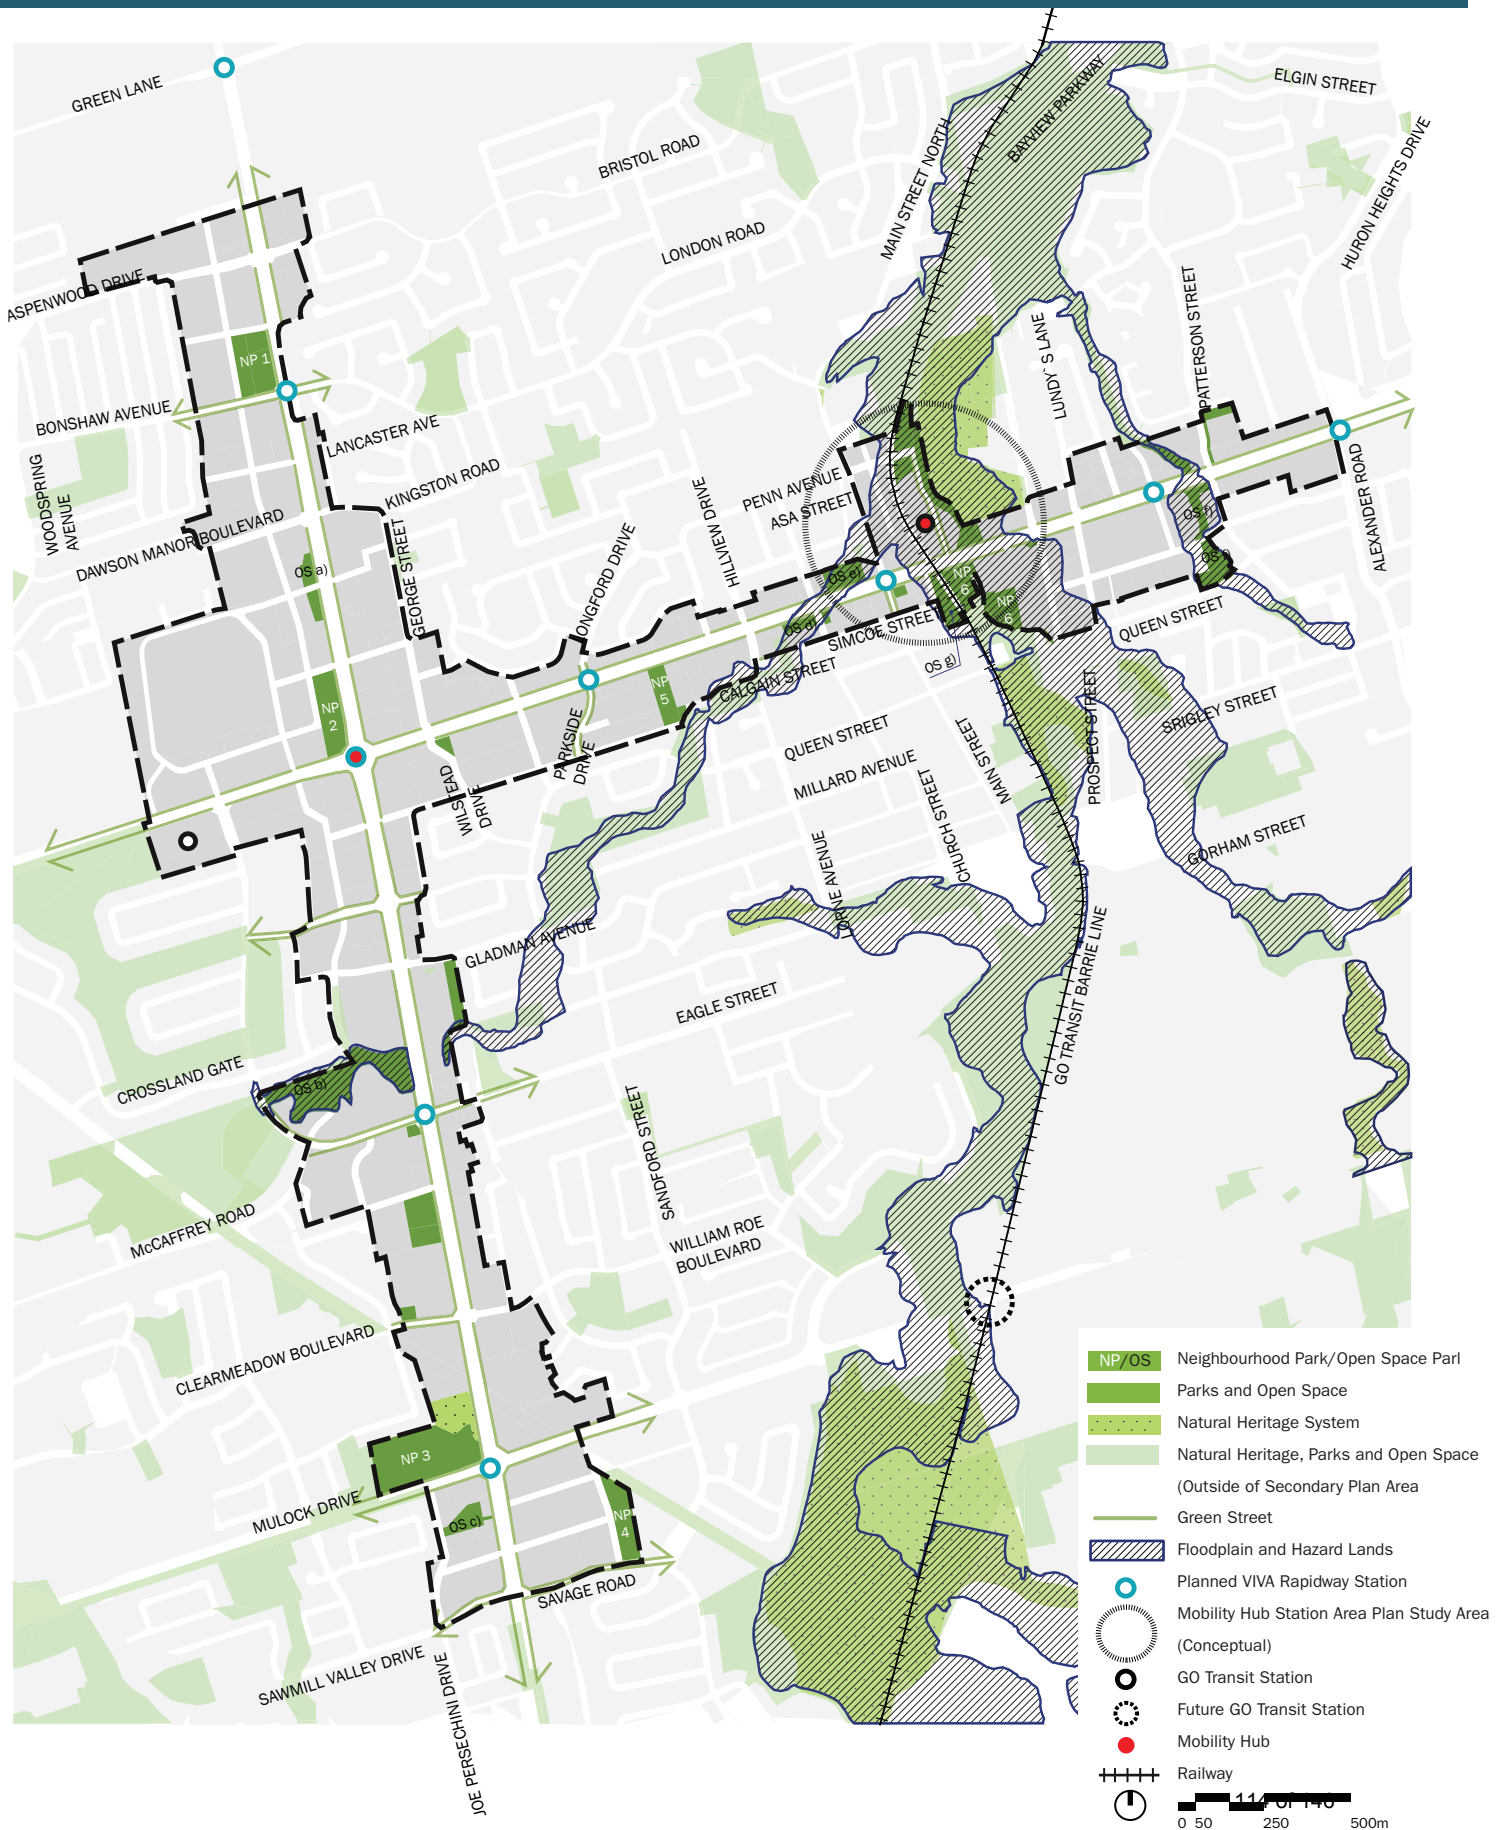 GREEN LANE
ELGIN STREET
BAYVIEW PARKWAY
HURON HEIGHTS DRIVE
BRISTOL ROAD
MAIN STREET NORTH
LONDON ROAD
ASPENWOOD DRIVE
PATTERSON STREET
LUNDY`S LANE
NP 1
BONSHAW AVENUE
LANCASTER AVE
KINGSTON ROAD
WOODSPRING
AVENUE
DAWSON MANOR BOULEVARD
GEORGE STREET
OS a)
LONGFORD DRIVE
HILLVIEW DRIVE
PENN AVENUE
ASA STREET
ALEXANDER ROAD
OS f)
OS e)
NP
6
NP
6
OS d)
SIMCOE STREET
QUEEN STREET
OS g)
CALGAIN STREET
NP
5
NP
2
PARKSIDE
DRIVE
WILSTEAD
DRIVE
QUEEN STREET
MILLARD AVENUE
MAIN STREET
CHURCH STREET
PROSPECT STREET
SRIGLEY STREET
GORHAM STREET
LORNE AVENUE
GLADMAN AVENUE
EAGLE STREET
GO TRANSIT BARRIE LINE
CROSSLAND GATE
OS b)
SANDFORD STREET
McCAFFREY ROAD
WILLIAM ROE
BOULEVARD
CLEARMEADOW BOULEVARD
NP 3
MULOCK DRIVE
OS c)
NP
4
SAVAGE ROAD
SAWMILL VALLEY DRIVE
JOE PERSECHINI DRIVE
NP/OS Neighbourhood Park/Open Space Parl
Parks and Open Space
Natural Heritage System
Natural Heritage, Parks and Open Space
(Outside of Secondary Plan Area
Green Street
Floodplain and Hazard Lands
Planned VIVA Rapidway Station
Mobility Hub Station Area Plan Study Area
(Conceptual)
GO Transit Station
Future GO Transit Station
Mobility Hub
Railway
114 of 146
0 50 250 500m